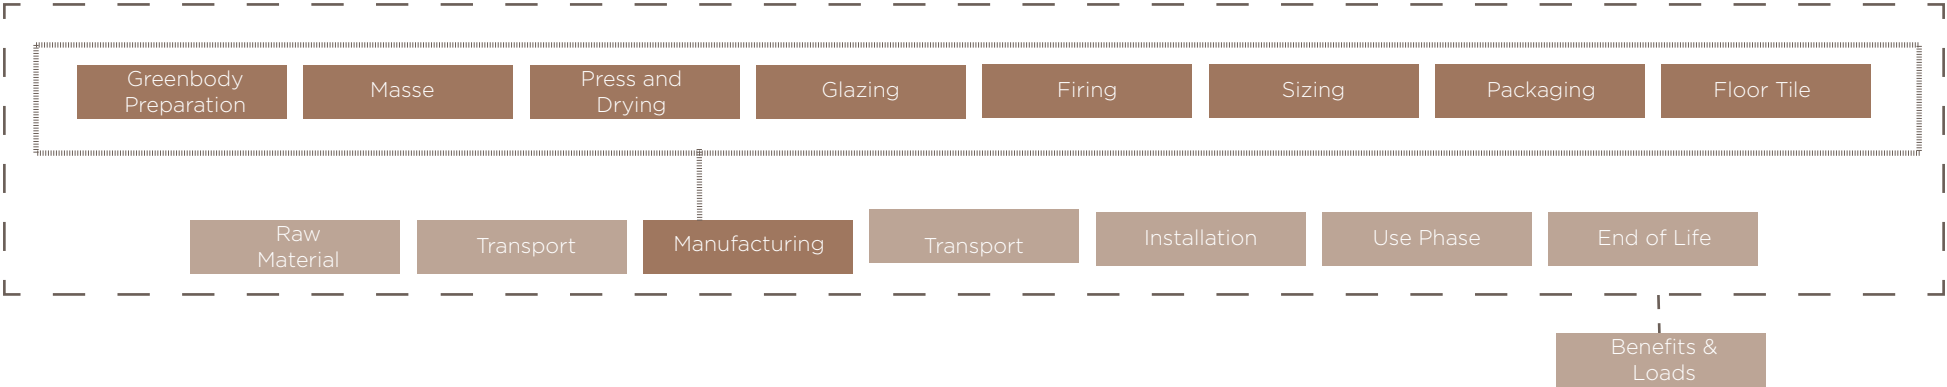 Greenbody
Preparation
Masse
Press and
Drying
Glazing
Firing
Sizing
Packaging
Floor Tile
Raw
Material
Transport
Manufacturing
Transport
Installation
Use Phase
End of Life
Benefits &
Loads